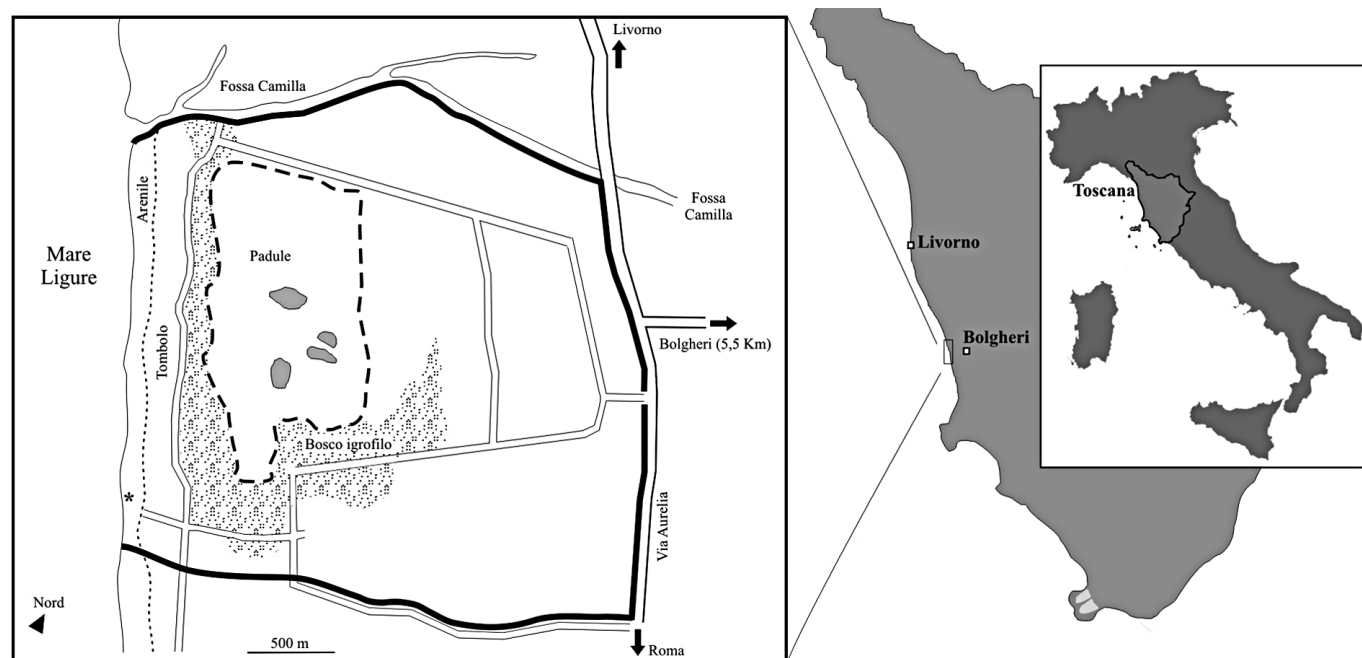 Livorno
Fossa Camilla
Arenile
Fossa
Camilla
Mare
Ligure
Padule
Tombolo
Bolgheri (5,5 Km)
Bosco igrofilo
*
Via Aurelia
Nord
500 m
Roma
Toscana
Livorno
Bolgheri